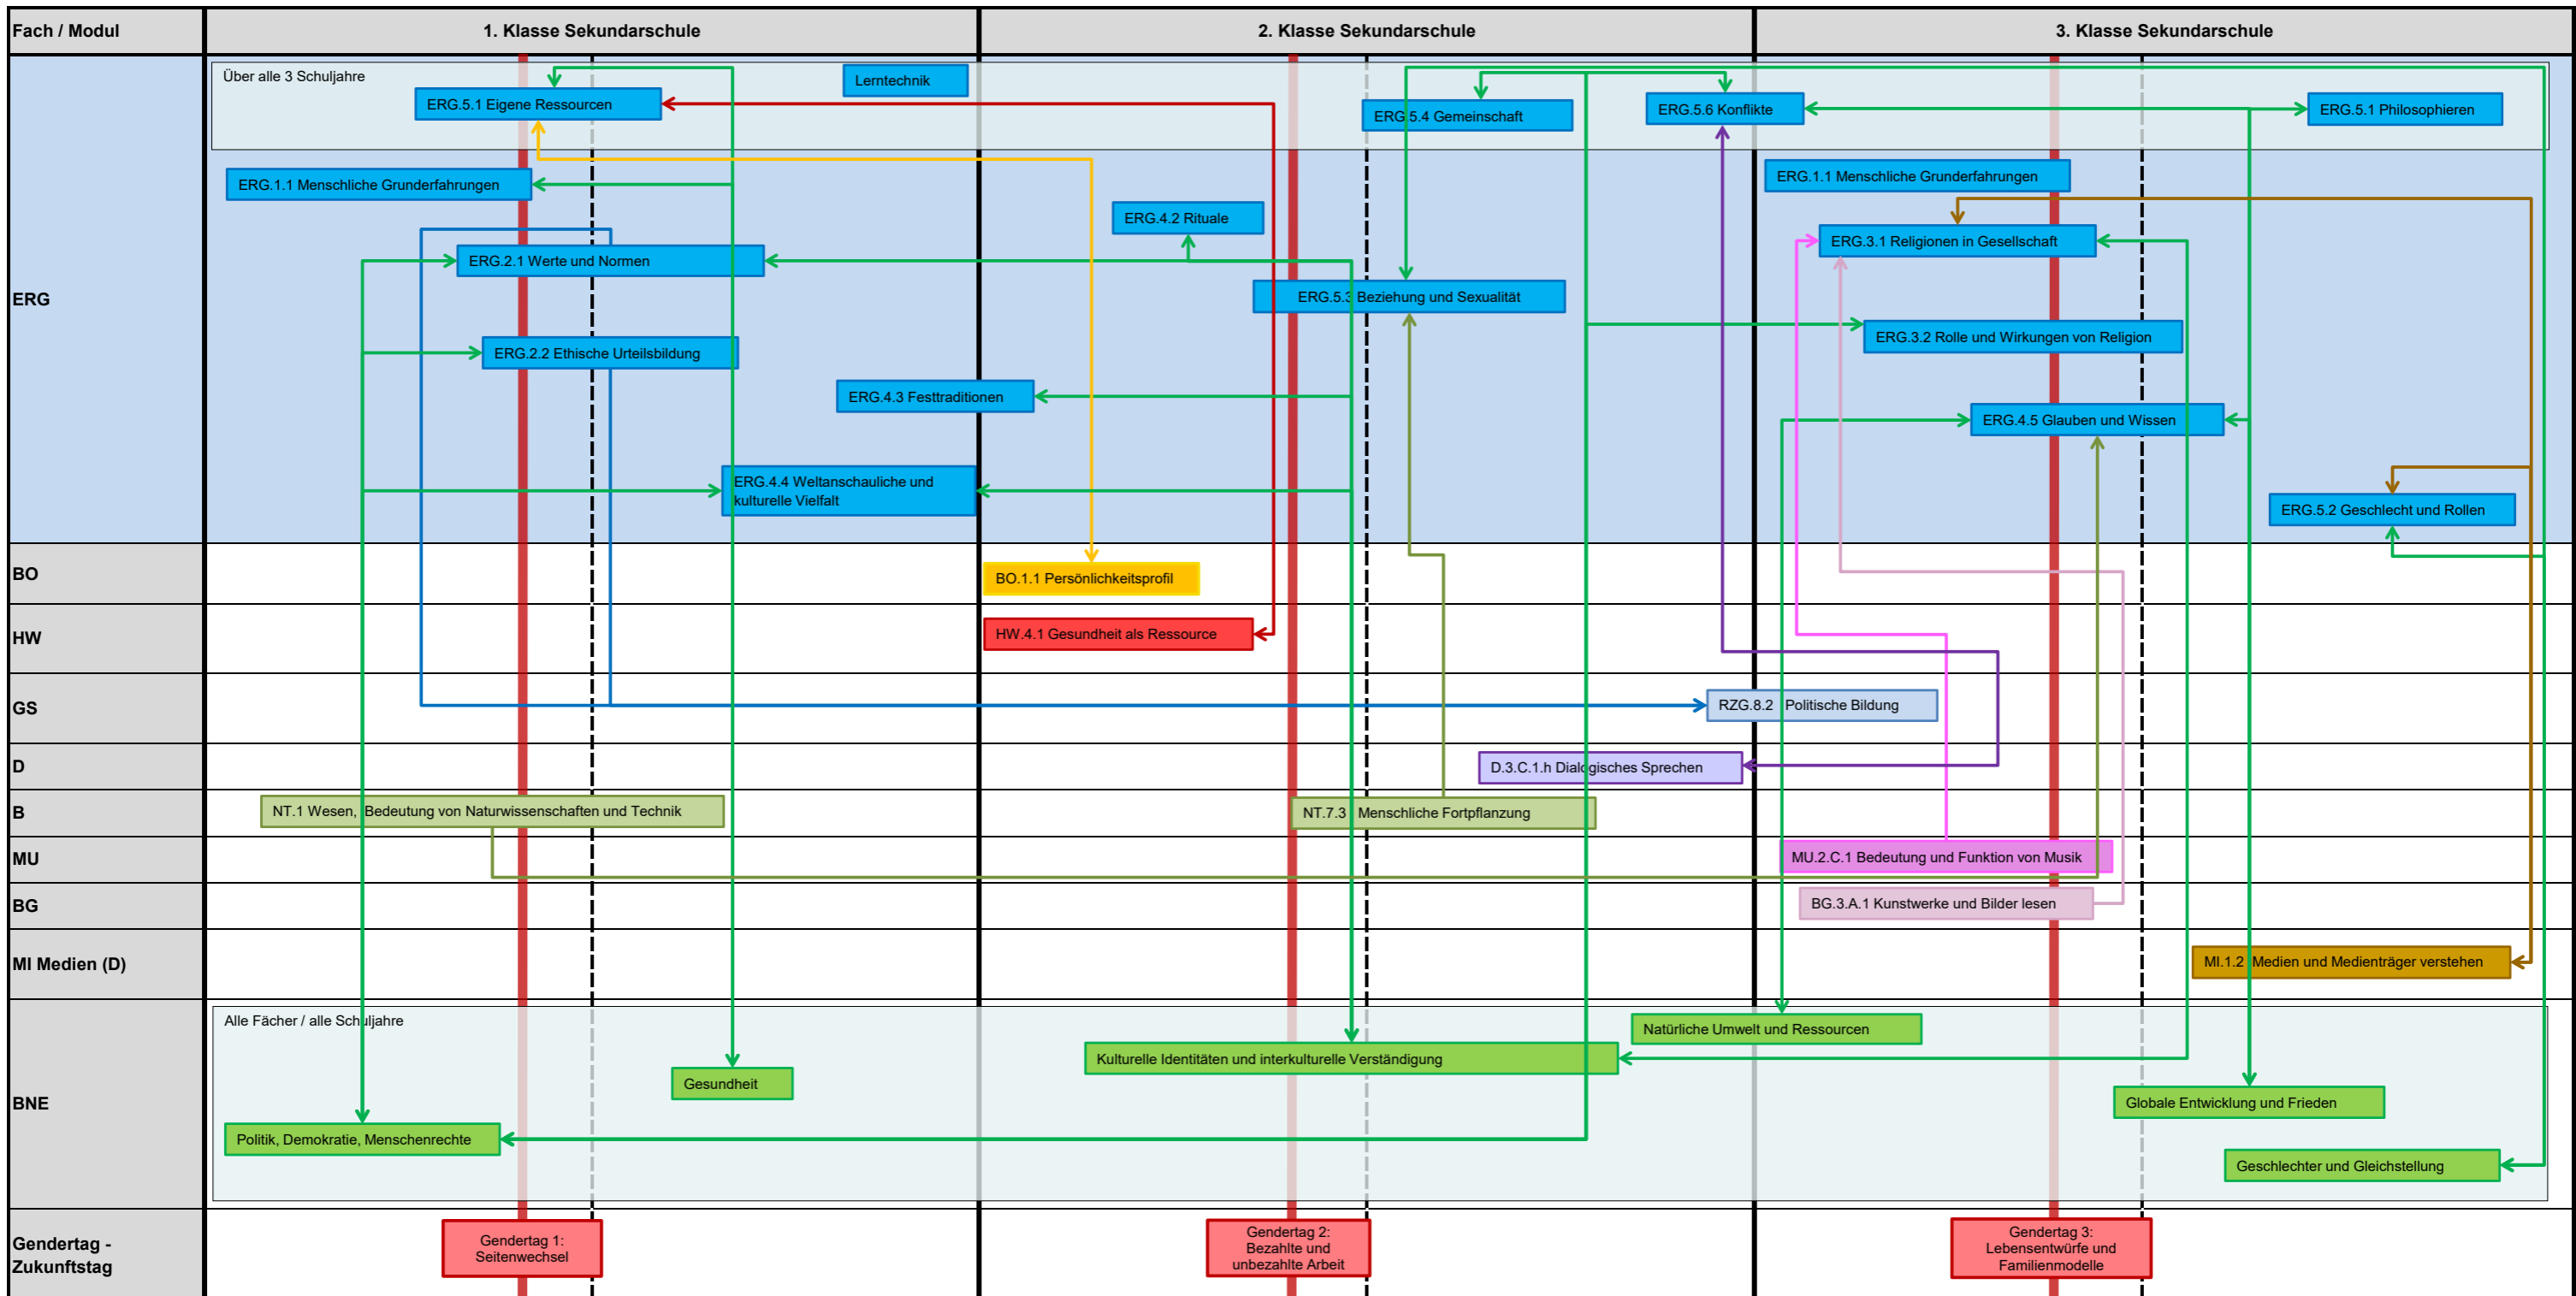 Fach / Modul
1. Klasse Sekundarschule
2. Klasse Sekundarschule
3. Klasse Sekundarschule
Über alle 3 Schuljahre
Lerntechnik
ERG.5.1 Eigene Ressourcen
ERG.5.4 Gemeinschaft
ERG.5.6 Konflikte
ERG.5.1 Philosophieren
ERG.1.1 Menschliche Grunderfahrungen
ERG.1.1 Menschliche Grunderfahrungen
ERG.4.2 Rituale
ERG.3.1 Religionen in Gesellschaft
ERG.2.1 Werte und Normen
ERG
ERG.5.3 Beziehung und Sexualität
ERG.3.2 Rolle und Wirkungen von Religion
ERG.2.2 Ethische Urteilsbildung
ERG.4.3 Festtraditionen
ERG.4.5 Glauben und Wissen
ERG.4.4 Weltanschauliche und
kulturelle Vielfalt
ERG.5.2 Geschlecht und Rollen
BO
BO.1.1 Persönlichkeitsprofil
HW
HW.4.1 Gesundheit als Ressource
GS
RZG.8.2 Politische Bildung
D
D.3.C.1.h Dialogisches Sprechen
B
NT.1 Wesen, Bedeutung von Naturwissenschaften und Technik
NT.7.3 Menschliche Fortpflanzung
MU
MU.2.C.1 Bedeutung und Funktion von Musik
BG
BG.3.A.1 Kunstwerke und Bilder lesen
MI Medien (D)
MI.1.2 Medien und Medienträger verstehen
Alle Fächer / alle Schuljahre
Natürliche Umwelt und Ressourcen
Kulturelle Identitäten und interkulturelle Verständigung
Gesundheit
BNE
Globale Entwicklung und Frieden
Politik, Demokratie, Menschenrechte
Geschlechter und Gleichstellung
Gendertag -
Zukunftstag
Gendertag 1:
Seitenwechsel
Gendertag 2:
Bezahlte und
unbezahlte Arbeit
Gendertag 3:
Lebensentwürfe und
Familienmodelle